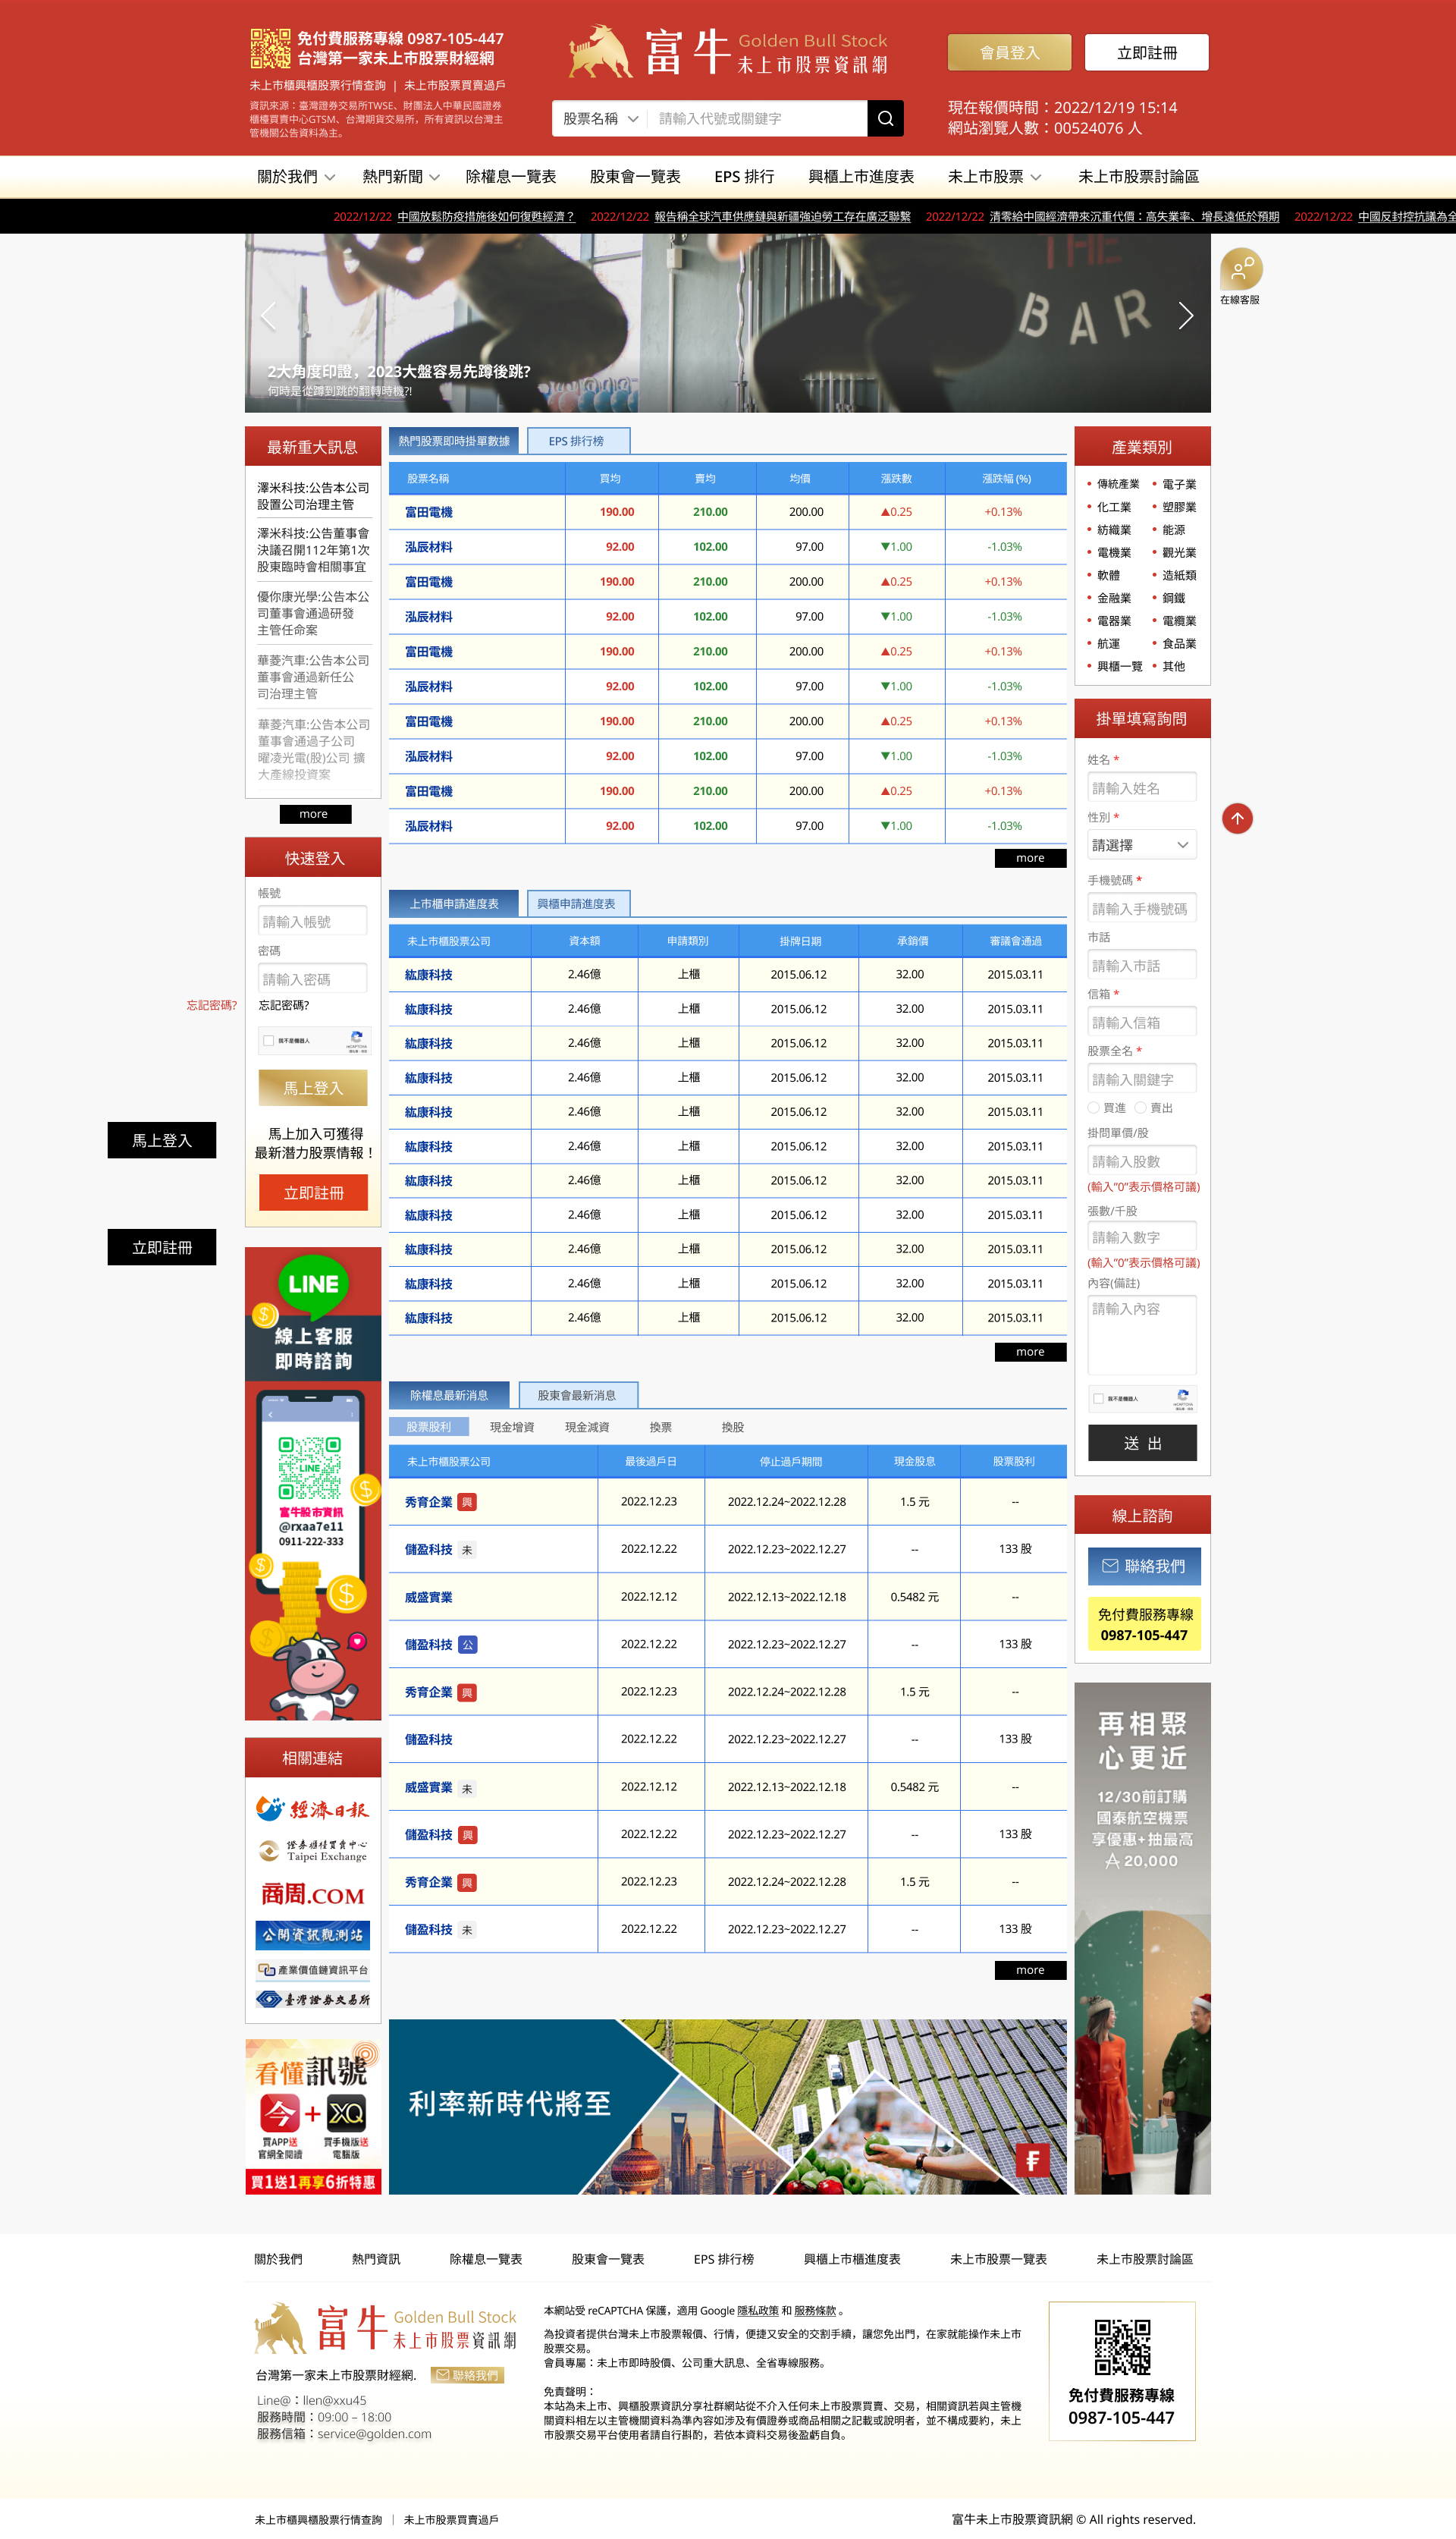 免付費服務專線 0987-105-447
台灣第一家未上市股票財經網
未上市櫃興櫃股票行情查詢 | 未上市股票買賣過戶
資訊來源：臺灣證券交易所TWSE、財團法人中華民國證券
櫃檯買賣中心GTSM、台灣期貨交易所，所有資訊以台灣主
管機關公告資料為主。
富牛 Golden Bull Stock
未上市股票資訊網
股票名稱 請輸入代號或關鍵字
會員登入 立即註冊
現在報價時間：2022/12/19 15:14
網站瀏覽人數：00524076 人
關於我們 熱門新聞 除權息一覽表 股東會一覽表 EPS 排行 興櫃上市進度表 未上市股票 未上市股票討論區
2022/12/22 中國放鬆防疫措施後如何復甦經濟？ 2022/12/22 報告稱全球汽車供應鏈與新疆強迫勞工存在廣泛聯繫 2022/12/22 清零給中國經濟帶來沉重代價：高失業率、增長遠低於預期 2022/12/22 中國反封控抗議為全
THE
BAR
2大角度印證，2023大盤容易先蹲後跳?
何時是從蹲到跳的翻轉時機?!
在線客服
最新重大訊息
澤米科技:公告本公司
設置公司治理主管
澤米科技:公告董事會
決議召開112年第1次
股東臨時會相關事宜
優你康光學:公告本公
司董事會通過研發
主管任命案
華菱汽車:公告本公司
董事會通過新任公
司治理主管
華菱汽車:公告本公司
董事會通過子公司
曜凌光電(股)公司 擴
大產線投資案
more
快速登入
帳號
請輸入帳號
密碼
請輸入密碼
忘記密碼? 忘記密碼?
我不是機器人 reCAPTCHA
馬上登入
馬上加入可獲得
最新潛力股票情報！
立即註冊
馬上登入
立即註冊
LINE
線上客服
即時諮詢
LINE
富牛股市資訊
@rxaa7e11
0911-222-333
相關連結
經濟日報
證券櫃檯買賣中心
Taipei Exchange
商周.COM
公開資訊觀測站
產業價值鏈資訊平台
臺灣證券交易所
看懂訊號
今+XQ
買APP送 買手機版送
官網全閱讀 電腦版
買1送1再享6折特惠
熱門股票即時掛單數據 EPS 排行榜
股票名稱 買均 賣均 均價 漲跌數 漲跌幅 (%)
富田電機 190.00 210.00 200.00 ▲0.25 +0.13%
泓辰材料 92.00 102.00 97.00 ▼1.00 -1.03%
富田電機 190.00 210.00 200.00 ▲0.25 +0.13%
泓辰材料 92.00 102.00 97.00 ▼1.00 -1.03%
富田電機 190.00 210.00 200.00 ▲0.25 +0.13%
泓辰材料 92.00 102.00 97.00 ▼1.00 -1.03%
富田電機 190.00 210.00 200.00 ▲0.25 +0.13%
泓辰材料 92.00 102.00 97.00 ▼1.00 -1.03%
富田電機 190.00 210.00 200.00 ▲0.25 +0.13%
泓辰材料 92.00 102.00 97.00 ▼1.00 -1.03%
more
上市櫃申請進度表 興櫃申請進度表
未上市櫃股票公司 資本額 申請類別 掛牌日期 承銷價 審議會通過
紘康科技 2.46億 上櫃 2015.06.12 32.00 2015.03.11
紘康科技 2.46億 上櫃 2015.06.12 32.00 2015.03.11
紘康科技 2.46億 上櫃 2015.06.12 32.00 2015.03.11
紘康科技 2.46億 上櫃 2015.06.12 32.00 2015.03.11
紘康科技 2.46億 上櫃 2015.06.12 32.00 2015.03.11
紘康科技 2.46億 上櫃 2015.06.12 32.00 2015.03.11
紘康科技 2.46億 上櫃 2015.06.12 32.00 2015.03.11
紘康科技 2.46億 上櫃 2015.06.12 32.00 2015.03.11
紘康科技 2.46億 上櫃 2015.06.12 32.00 2015.03.11
紘康科技 2.46億 上櫃 2015.06.12 32.00 2015.03.11
紘康科技 2.46億 上櫃 2015.06.12 32.00 2015.03.11
more
除權息最新消息 股東會最新消息
股票股利 現金增資 現金減資 換票 換股
未上市櫃股票公司 最後過戶日 停止過戶期間 現金股息 股票股利
秀育企業 興 2022.12.23 2022.12.24~2022.12.28 1.5 元 --
儲盈科技 未 2022.12.22 2022.12.23~2022.12.27 -- 133 股
威盛實業 2022.12.12 2022.12.13~2022.12.18 0.5482 元 --
儲盈科技 公 2022.12.22 2022.12.23~2022.12.27 -- 133 股
秀育企業 興 2022.12.23 2022.12.24~2022.12.28 1.5 元 --
儲盈科技 2022.12.22 2022.12.23~2022.12.27 -- 133 股
威盛實業 未 2022.12.12 2022.12.13~2022.12.18 0.5482 元 --
儲盈科技 興 2022.12.22 2022.12.23~2022.12.27 -- 133 股
秀育企業 興 2022.12.23 2022.12.24~2022.12.28 1.5 元 --
儲盈科技 未 2022.12.22 2022.12.23~2022.12.27 -- 133 股
more
利率新時代將至
產業類別
傳統產業 電子業
化工業 塑膠業
紡織業 能源
電機業 觀光業
軟體 造紙類
金融業 鋼鐵
電器業 電纜業
航運 食品業
興櫃一覽 其他
掛單填寫詢問
姓名 *
請輸入姓名
性別 *
請選擇
手機號碼 *
請輸入手機號碼
市話
請輸入市話
信箱 *
請輸入信箱
股票全名 *
請輸入關鍵字
買進 賣出
掛問單價/股
請輸入股數
(輸入"0"表示價格可議)
張數/千股
請輸入數字
(輸入"0"表示價格可議)
內容(備註)
請輸入內容
我不是機器人
送 出
線上諮詢
聯絡我們
免付費服務專線
0987-105-447
再相聚
心更近
12/30前訂購
國泰航空機票
享優惠+抽最高
20,000
關於我們 熱門資訊 除權息一覽表 股東會一覽表 EPS 排行榜 興櫃上市櫃進度表 未上市股票一覽表 未上市股票討論區
富牛 Golden Bull Stock
未上市股票資訊網
台灣第一家未上市股票財經網. 聯絡我們
Line@：llen@xxu45
服務時間：09:00 – 18:00
服務信箱：service@golden.com
本網站受 reCAPTCHA 保護，適用 Google 隱私政策 和 服務條款 。
為投資者提供台灣未上市股票報價、行情，便捷又安全的交割手續，讓您免出門，在家就能操作未上市
股票交易。
會員專屬：未上市即時股價、公司重大訊息、全省專線服務。
免責聲明：
本站為未上市、興櫃股票資訊分享社群網站從不介入任何未上市股票買賣、交易，相關資訊若與主管機
關資料相左以主管機關資料為準內容如涉及有價證券或商品相關之記載或說明者，並不構成要約，未上
市股票交易平台使用者請自行斟酌，若依本資料交易後盈虧自負。
免付費服務專線
0987-105-447
未上市櫃興櫃股票行情查詢 | 未上市股票買賣過戶
富牛未上市股票資訊網 © All rights reserved.